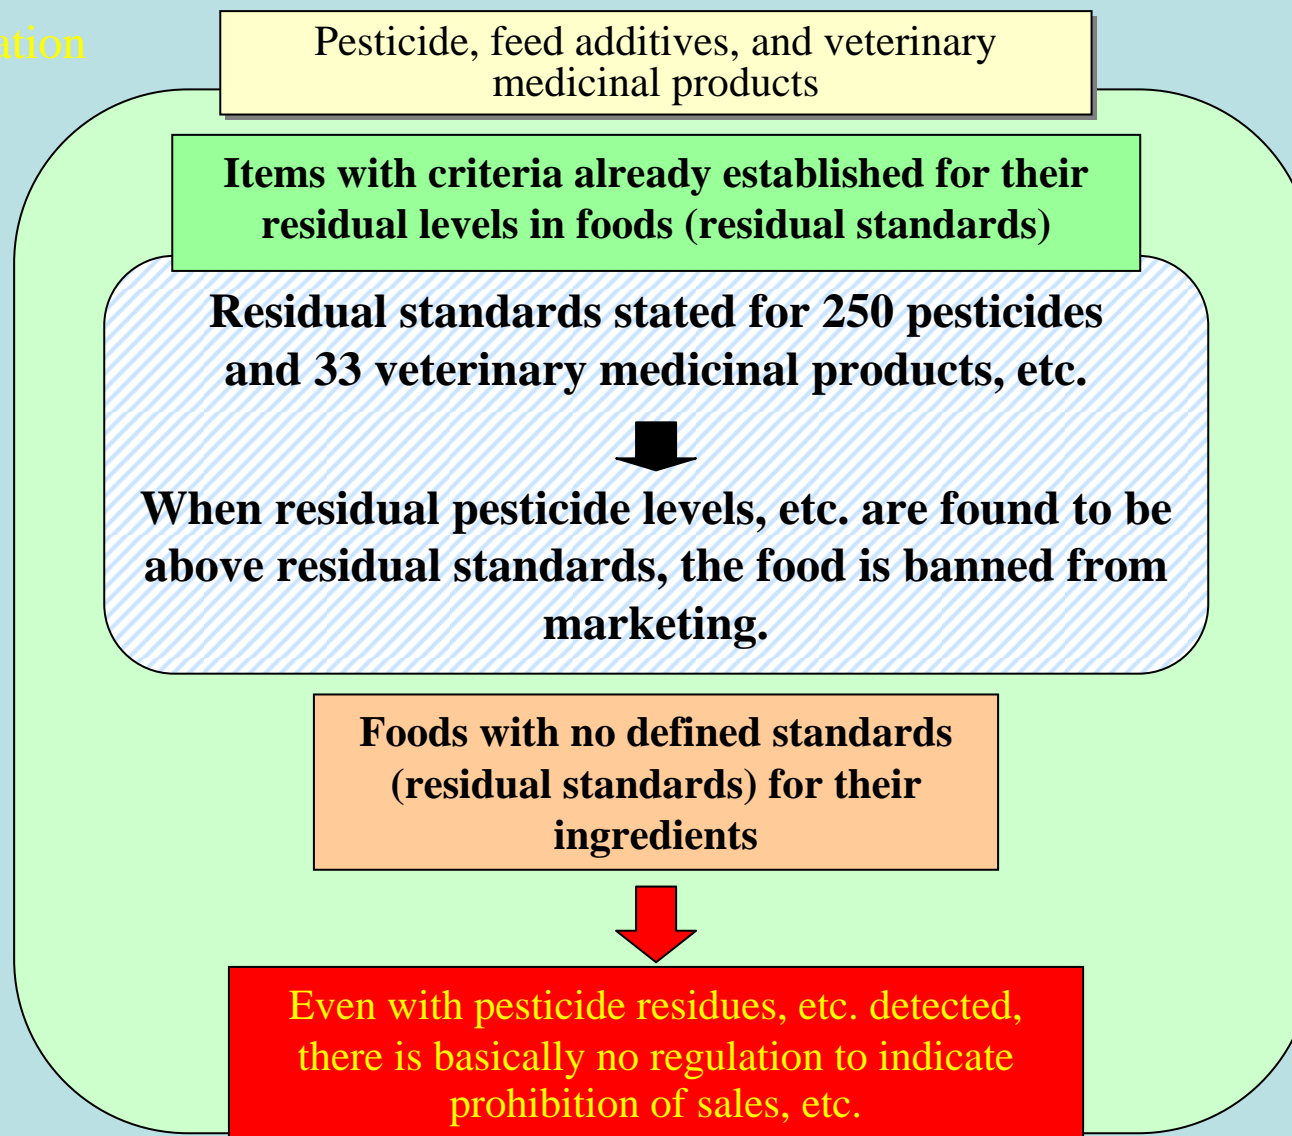 Pesticide, feed additives, and veterinary
medicinal products
Items with criteria already established for their
residual levels in foods (residual standards)
Residual standards stated for 250 pesticides
and 33 veterinary medicinal products, etc.
When residual pesticide levels, etc. are found to be
above residual standards, the food is banned from
marketing.
Foods with no defined standards
(residual standards) for their
ingredients
Even with pesticide residues, etc. detected,
there is basically no regulation to indicate
prohibition of sales, etc.